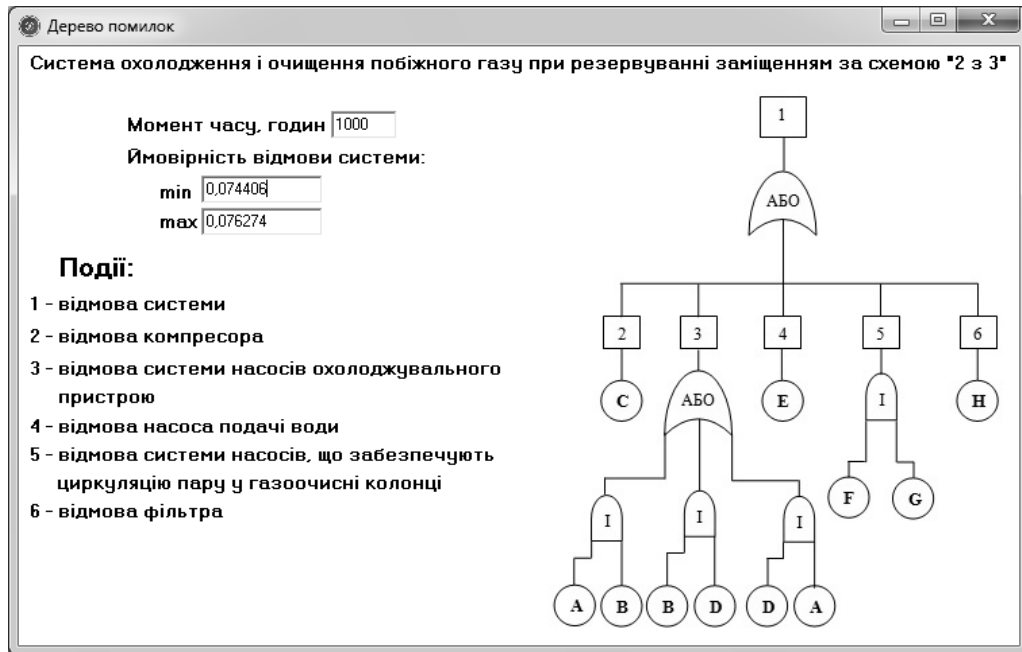 Дерево помилок
Система охолодження і очищення побіжного газу при резервуванні заміщенням за схемою "2 з 3"
Момент часу, годин 1000
Ймовірність відмови системи:
min 0,074406
max 0,076274
Події:
1 - відмова системи
2 - відмова компресора
3 - відмова системи насосів охолоджувального
пристрою
4 - відмова насоса подачі води
5 - відмова системи насосів, що забезпечують
циркуляцію пару у газоочисні колонці
6 - відмова фільтра
1
АБО
2 3 4 5 6
C АБО E І H
F G
І І І
A B B D D A